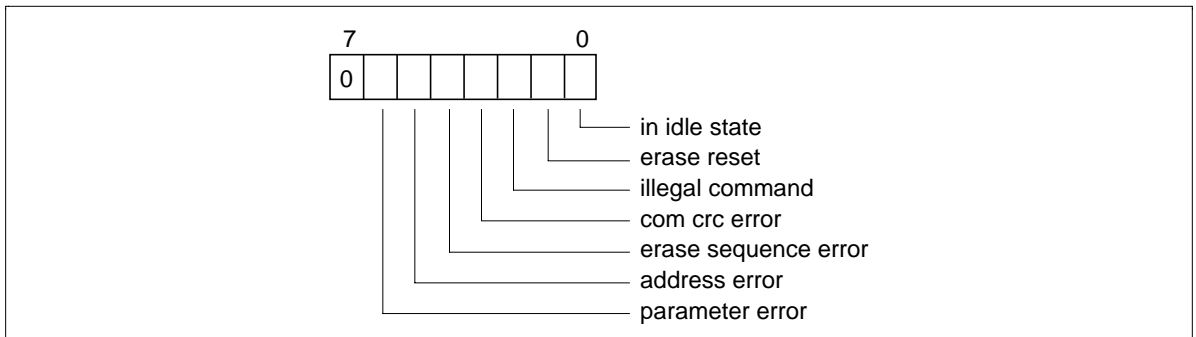 7 0
0
in idle state
erase reset
illegal command
com crc error
erase sequence error
address error
parameter error